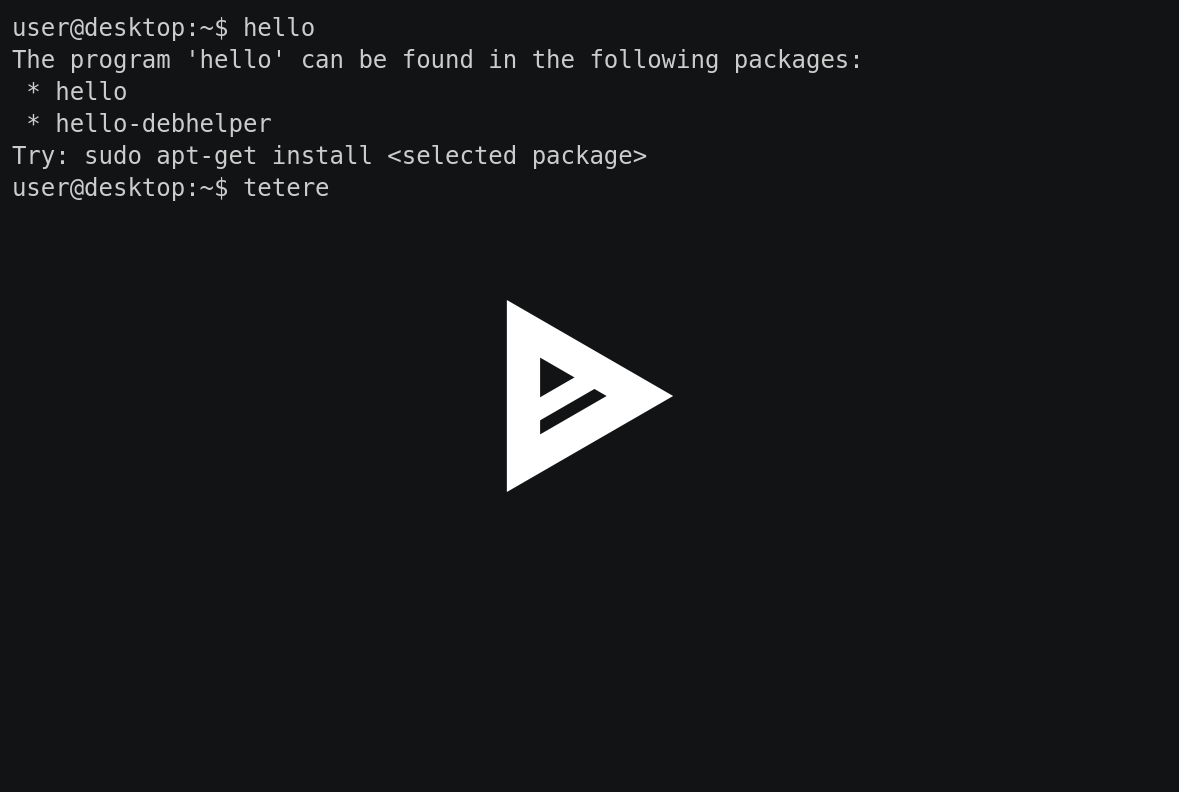 user@desktop:~$ hello
The program 'hello' can be found in the following packages:
 * hello
 * hello-debhelper
Try: sudo apt-get install <selected package>
user@desktop:~$ tetere